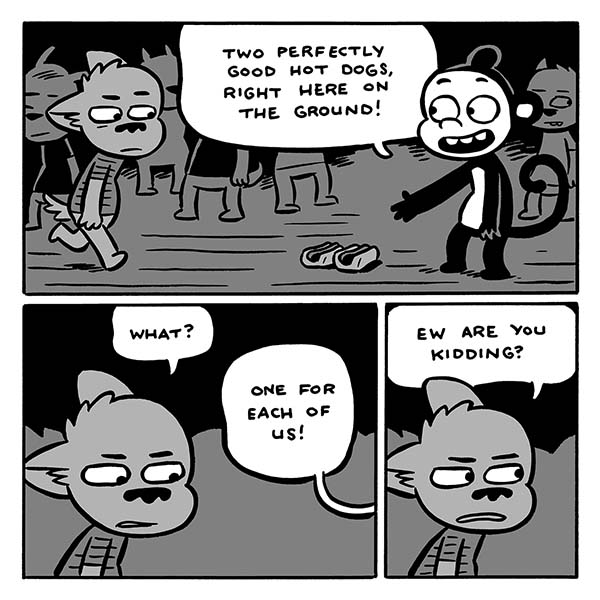 TWO PERFECTLY
GOOD HOT DOGS,
RIGHT HERE ON
THE GROUND!
WHAT?
ONE FOR
EACH OF
US!
EW ARE YOU
KIDDING?